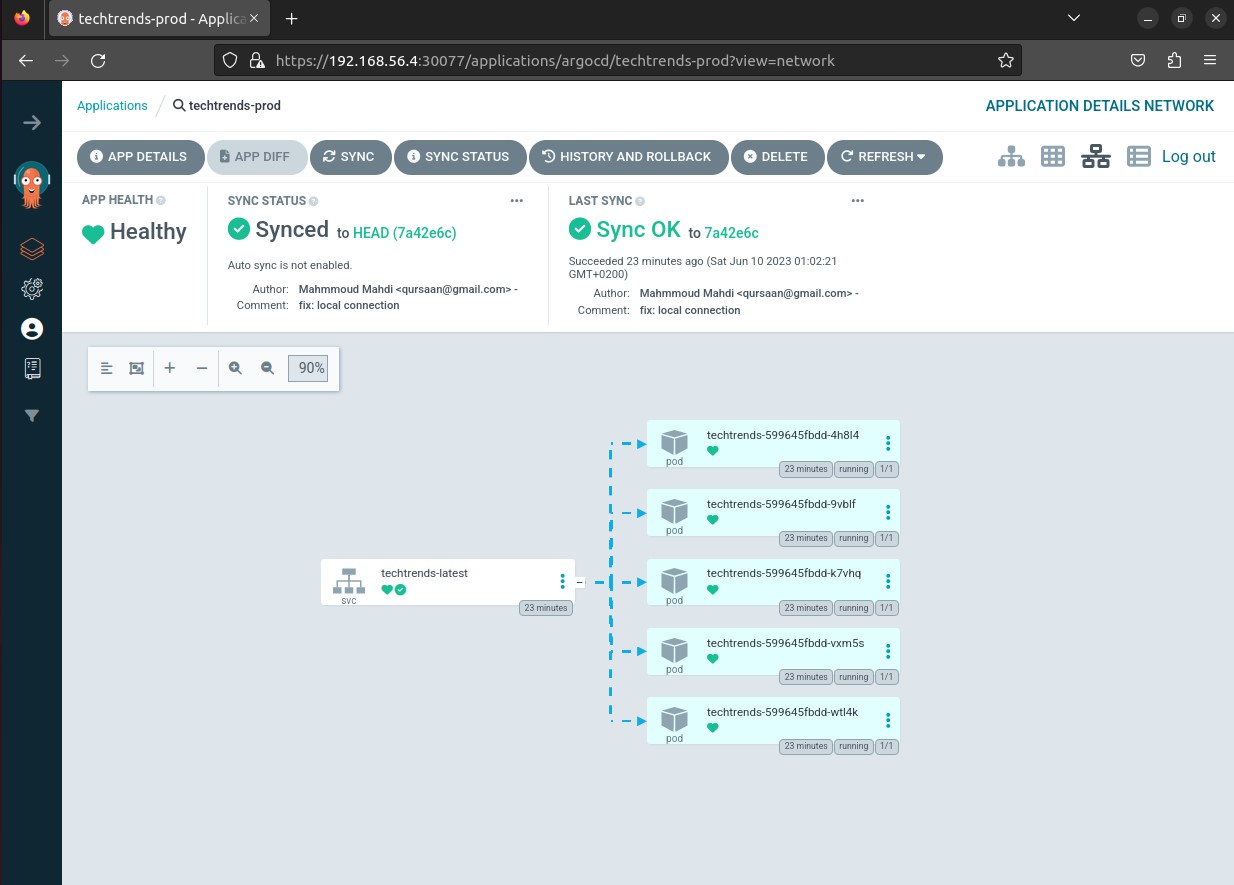 techtrends-prod - Applica
https://192.168.56.4:30077/applications/argocd/techtrends-prod?view=network
Applications
techtrends-prod
APPLICATION DETAILS NETWORK
APP DETAILS
APP DIFF
SYNC
SYNC STATUS
HISTORY AND ROLLBACK
DELETE
REFRESH
Log out
APP HEALTH
Healthy
SYNC STATUS
Synced to HEAD (7a42e6c)
Auto sync is not enabled.
Author: Mahmmoud Mahdi <qursaan@gmail.com> -
Comment: fix: local connection
LAST SYNC
Sync OK to 7a42e6c
Succeeded 23 minutes ago (Sat Jun 10 2023 01:02:21
GMT+0200)
Author: Mahmmoud Mahdi <qursaan@gmail.com> -
Comment: fix: local connection
90%
techtrends-latest
svc
23 minutes
techtrends-599645fbdd-4h8l4
pod
23 minutes running 1/1
techtrends-599645fbdd-9vblf
pod
23 minutes running 1/1
techtrends-599645fbdd-k7vhq
pod
23 minutes running 1/1
techtrends-599645fbdd-vxm5s
pod
23 minutes running 1/1
techtrends-599645fbdd-wtl4k
pod
23 minutes running 1/1